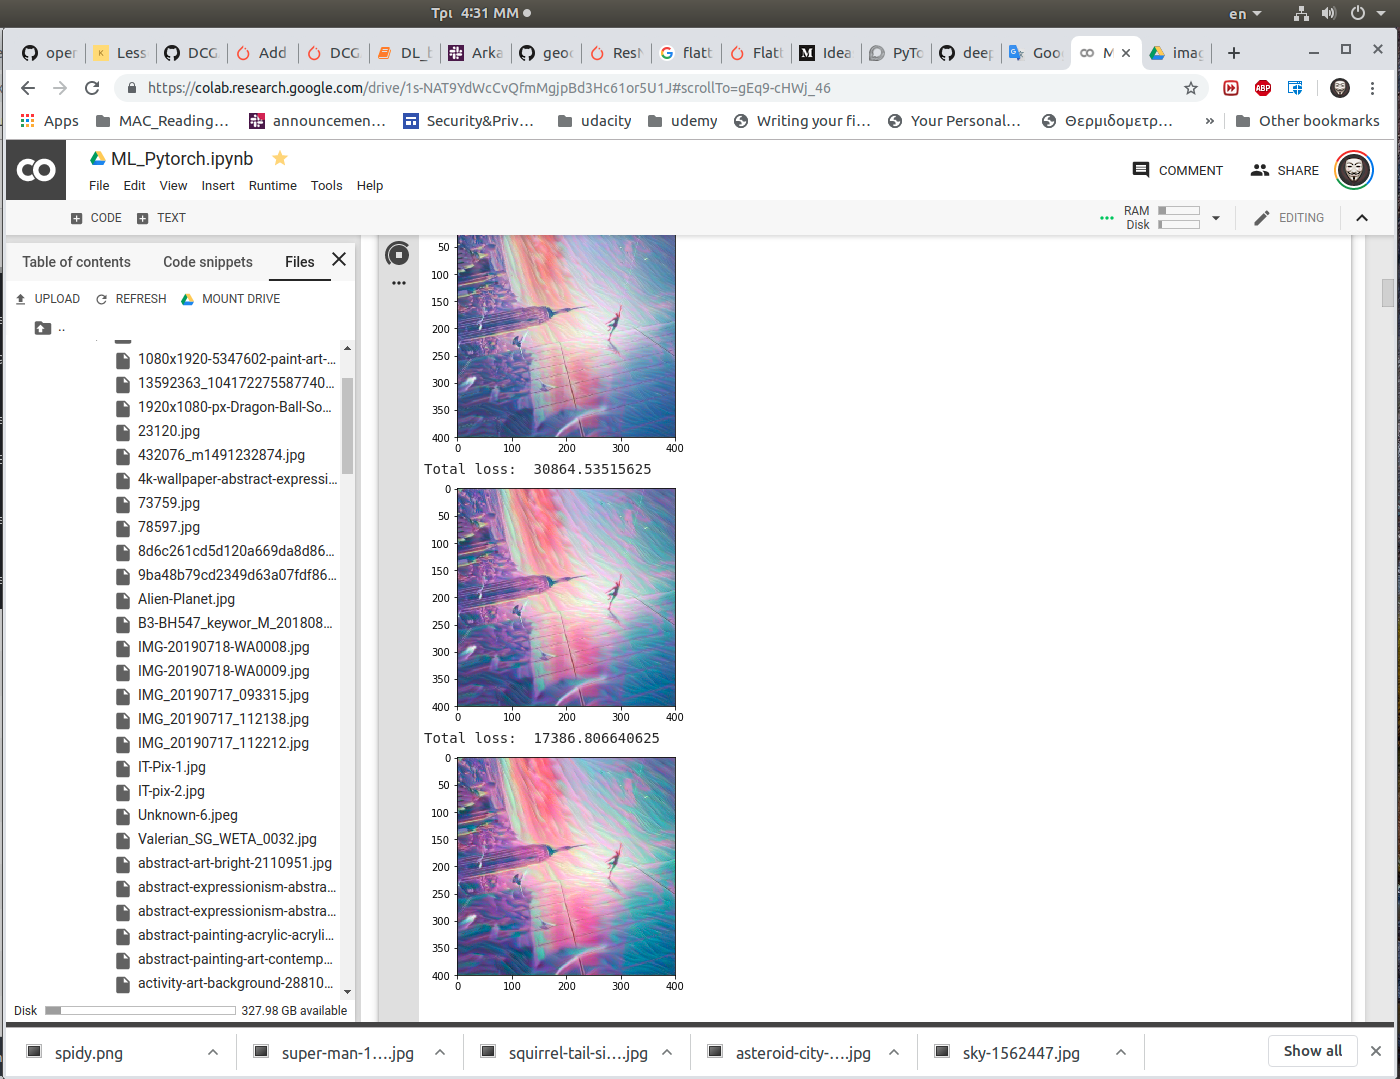 Τρι 4:31 ΜΜ
en
oper
Less
DCG
Add
DCG
DL_b
Arka
geoc
ResN
flatt
Flatt
Idea
PyTo
deep
Goo
M
imag
https://colab.research.google.com/drive/1s-NAT9YdWcCvQfmMgjpBd3Hc61or5U1J#scrollTo=gEq9-cHWj_46
ABP
Apps
MAC_Reading...
announcemen...
Security&Priv...
udacity
udemy
Writing your fi...
Your Personal...
Θερμιδομετρ...
»
Other bookmarks
CO
ML_Pytorch.ipynb
COMMENT
SHARE
File Edit View Insert Runtime Tools Help
CODE
TEXT
RAM
Disk
EDITING
Table of contents
Code snippets
Files
UPLOAD
REFRESH
MOUNT DRIVE
..
1080x1920-5347602-paint-art-...
13592363_104172275587740...
1920x1080-px-Dragon-Ball-So...
23120.jpg
432076_m1491232874.jpg
4k-wallpaper-abstract-expressi...
73759.jpg
78597.jpg
8d6c261cd5d120a669da8d86...
9ba48b79cd2349d63a07fdf86...
Alien-Planet.jpg
B3-BH547_keywor_M_201808...
IMG-20190718-WA0008.jpg
IMG-20190718-WA0009.jpg
IMG_20190717_093315.jpg
IMG_20190717_112138.jpg
IMG_20190717_112212.jpg
IT-Pix-1.jpg
IT-pix-2.jpg
Unknown-6.jpeg
Valerian_SG_WETA_0032.jpg
abstract-art-bright-2110951.jpg
abstract-expressionism-abstra...
abstract-expressionism-abstra...
abstract-painting-acrylic-acryli...
abstract-painting-art-contemp...
activity-art-background-28810...
Disk
327.98 GB available
50
100
150
200
250
300
350
400
0 100 200 300 400
Total loss: 30864.53515625
0
50
100
150
200
250
300
350
400
0 100 200 300 400
Total loss: 17386.806640625
0
50
100
150
200
250
300
350
400
0 100 200 300 400
spidy.png
super-man-1....jpg
squirrel-tail-si....jpg
asteroid-city-....jpg
sky-1562447.jpg
Show all